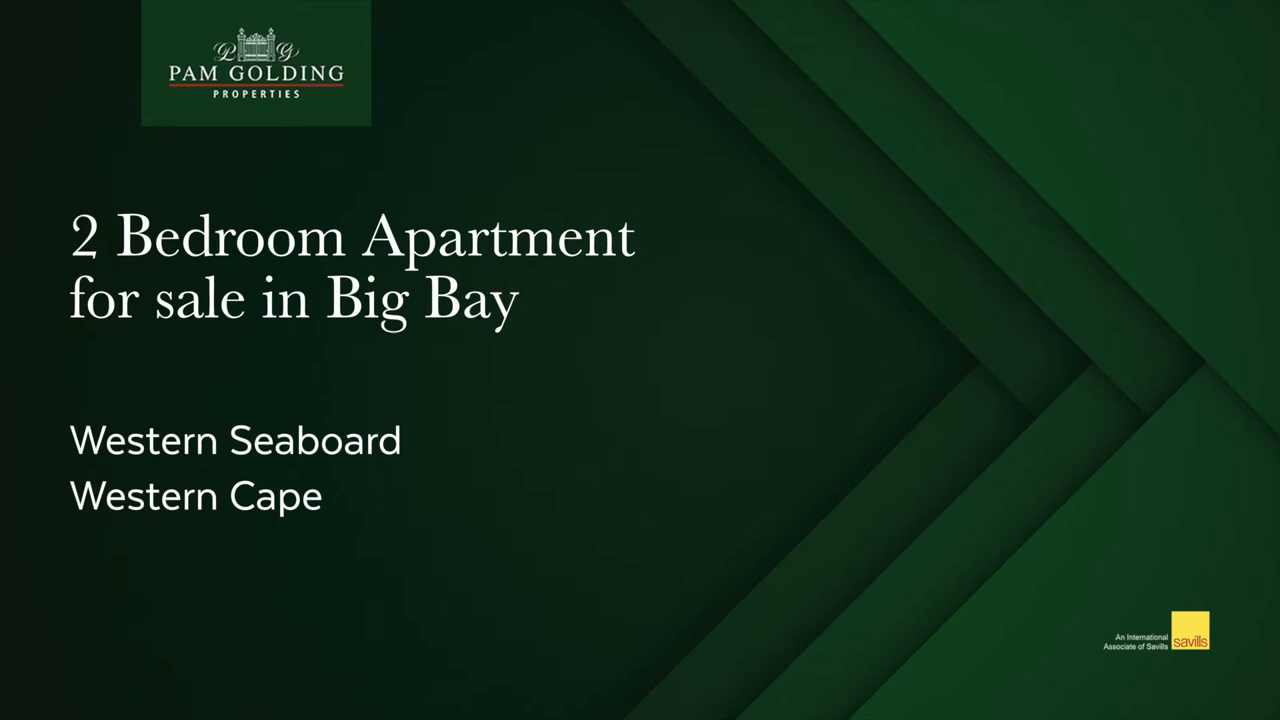 PAM GOLDING
PROPERTIES
2 Bedroom Apartment
for sale in Big Bay
Western Seaboard
Western Cape
An International
Associate of Savills
savills